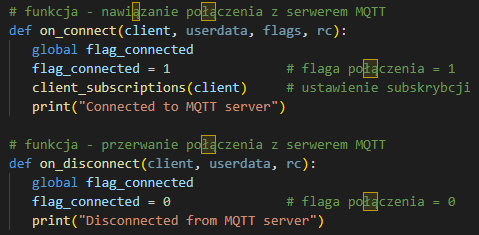 # funkcja - nawiązanie połączenia z serwerem MQTT
def on_connect(client, userdata, flags, rc):
    global flag_connected
    flag_connected = 1                # flaga połączenia = 1
    client_subscriptions(client)      # ustawienie subskrybcji
    print("Connected to MQTT server")

# funkcja - przerwanie połączenia z serwerem MQTT
def on_disconnect(client, userdata, rc):
    global flag_connected
    flag_connected = 0                # flaga połączenia = 0
    print("Disconnected from MQTT server")